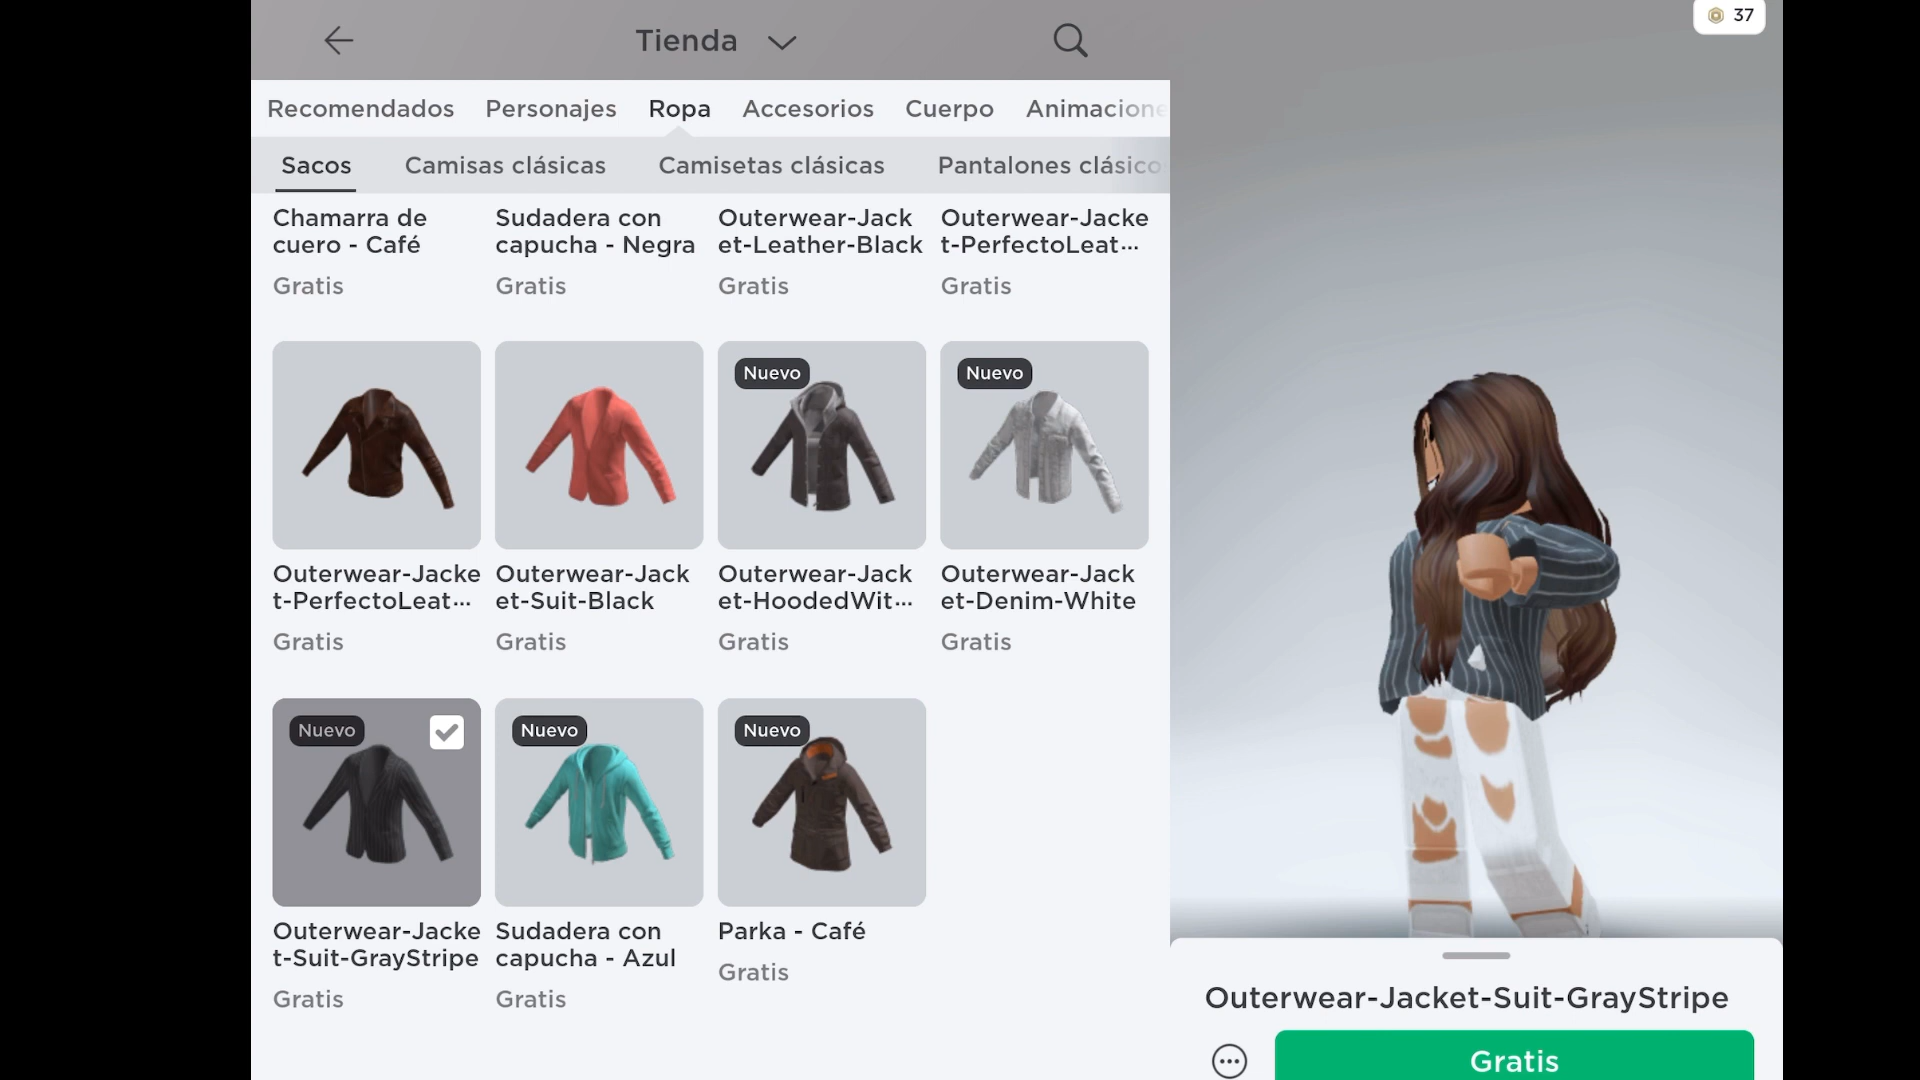 Tienda
37
Recomendados Personajes Ropa Accesorios Cuerpo Animacione
Sacos Camisas clásicas Camisetas clásicas Pantalones clásico
Chamarra de
cuero - Café
Gratis
Sudadera con
capucha - Negra
Gratis
Outerwear-Jack
et-Leather-Black
Gratis
Outerwear-Jacke
t-PerfectoLeat...
Gratis
Outerwear-Jacke
t-PerfectoLeat...
Gratis
Outerwear-Jack
et-Suit-Black
Gratis
Nuevo
Outerwear-Jack
et-HoodedWit...
Gratis
Nuevo
Outerwear-Jack
et-Denim-White
Gratis
Nuevo
Outerwear-Jacke
t-Suit-GrayStripe
Gratis
Nuevo
Sudadera con
capucha - Azul
Gratis
Nuevo
Parka - Café
Gratis
Outerwear-Jacket-Suit-GrayStripe
Gratis